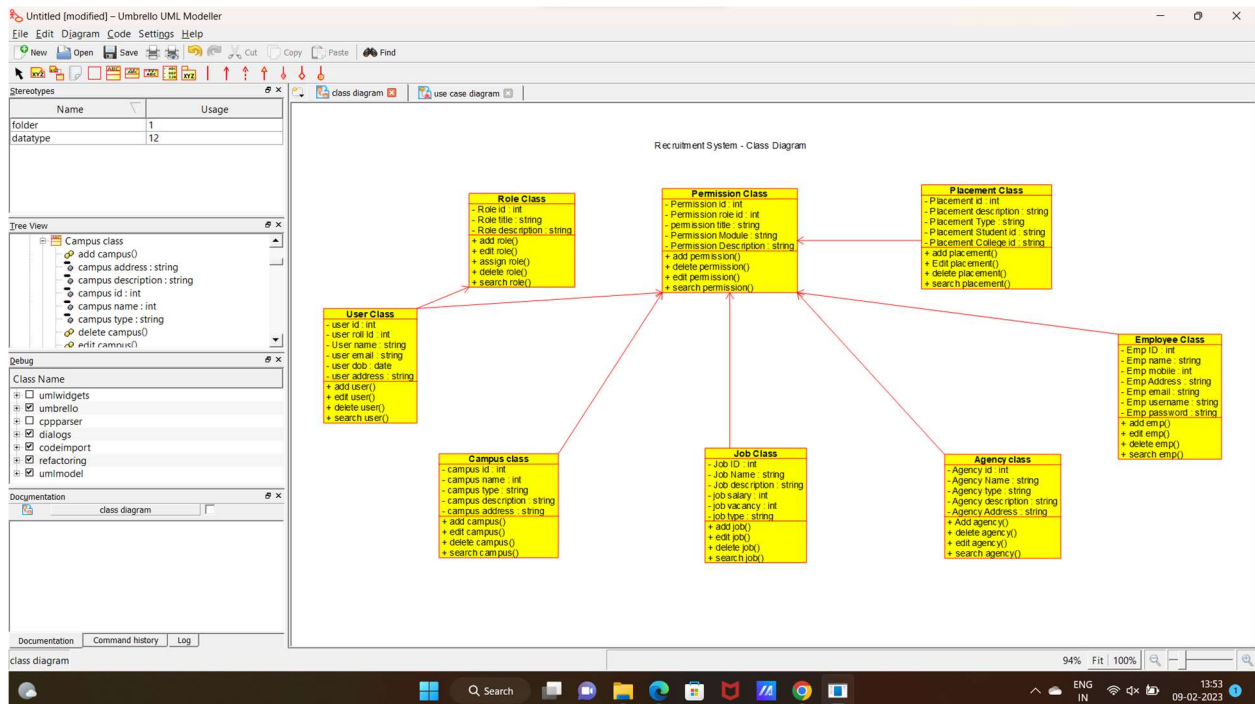 Untitled [modified] – Umbrello UML Modeller
File Edit Diagram Code Settings Help
New Open Save Cut Copy Paste Find
Stereotypes
class diagram use case diagram
Name Usage
folder 1
datatype 12
Tree View
Campus class
add campus()
campus address : string
campus description : string
campus id : int
campus name : int
campus type : string
delete campus()
edit campus()
Debug
Class Name
umlwidgets
umbrello
cppparser
dialogs
codeimport
refactoring
umlmodel
Documentation
class diagram
Documentation Command history Log
Recruitment System - Class Diagram
Role Class
- Role id : int
- Role title : string
- Role description : string
+ add role()
+ edit role()
+ assign role()
+ delete role()
+ search role()
Permission Class
- Permission id : int
- Permission role id : int
- permission title : string
- Permission Module : string
- Permission Description : string
+ add permission()
+ delete permission()
+ edit permission()
+ search permission()
Placement Class
- Placement id : int
- Placement description : string
- Placement Type : string
- Placement Student id : string
- Placement College id : string
+ add placement()
+ Edit placement()
+ delete placement()
+ search placement()
User Class
- user id : int
- user roll Id : int
- User name : string
- user email : string
- user dob : date
- user address : string
+ add user()
+ edit user()
+ delete user()
+ search user()
Employee Class
- Emp ID : int
- Emp name : string
- Emp mobile : int
- Emp Address : string
- Emp email : string
- Emp username : string
- Emp password : string
+ add emp()
+ edit emp()
+ delete emp()
+ search emp()
Campus class
- campus id : int
- campus name : int
- campus type : string
- campus description : string
- campus address : string
+ add campus()
+ edit campus()
+ delete campus()
+ search campus()
Job Class
- Job ID : int
- Job Name : string
- Job description : string
- job salary : int
- job vacancy : int
- job type : string
+ add job()
+ edit job()
+ delete job()
+ search job()
Agency class
- Agency id : int
- Agency Name : string
- Agency type : string
- Agency description : string
- Agency Address : string
+ Add agency()
+ delete agency()
+ edit agency()
+ search agency()
class diagram
94% Fit 100%
Search
ENG
IN
13:53
09-02-2023
1